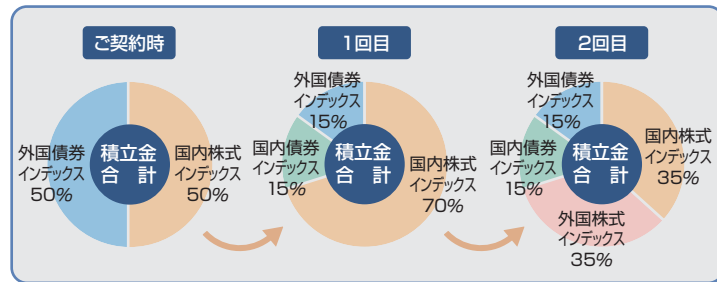 ご契約時
外国債券
インデックス
50%
積立金
合 計
国内株式
インデックス
50%
1回目
外国債券
インデックス
15%
国内債券
インデックス
15%
積立金
合 計
国内株式
インデックス
70%
2回目
外国債券
インデックス
15%
国内債券
インデックス
15%
積立金
合 計
国内株式
インデックス
35%
外国株式
インデックス
35%